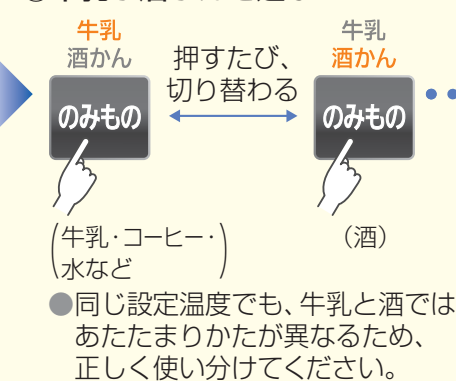 牛乳
酒かん
のみもの
押すたび、
切り替わる
牛乳
酒かん
のみもの
(牛乳・コーヒー・
水など)
(酒)
●同じ設定温度でも、牛乳と酒では
あたたまりかたが異なるため、
正しく使い分けてください。